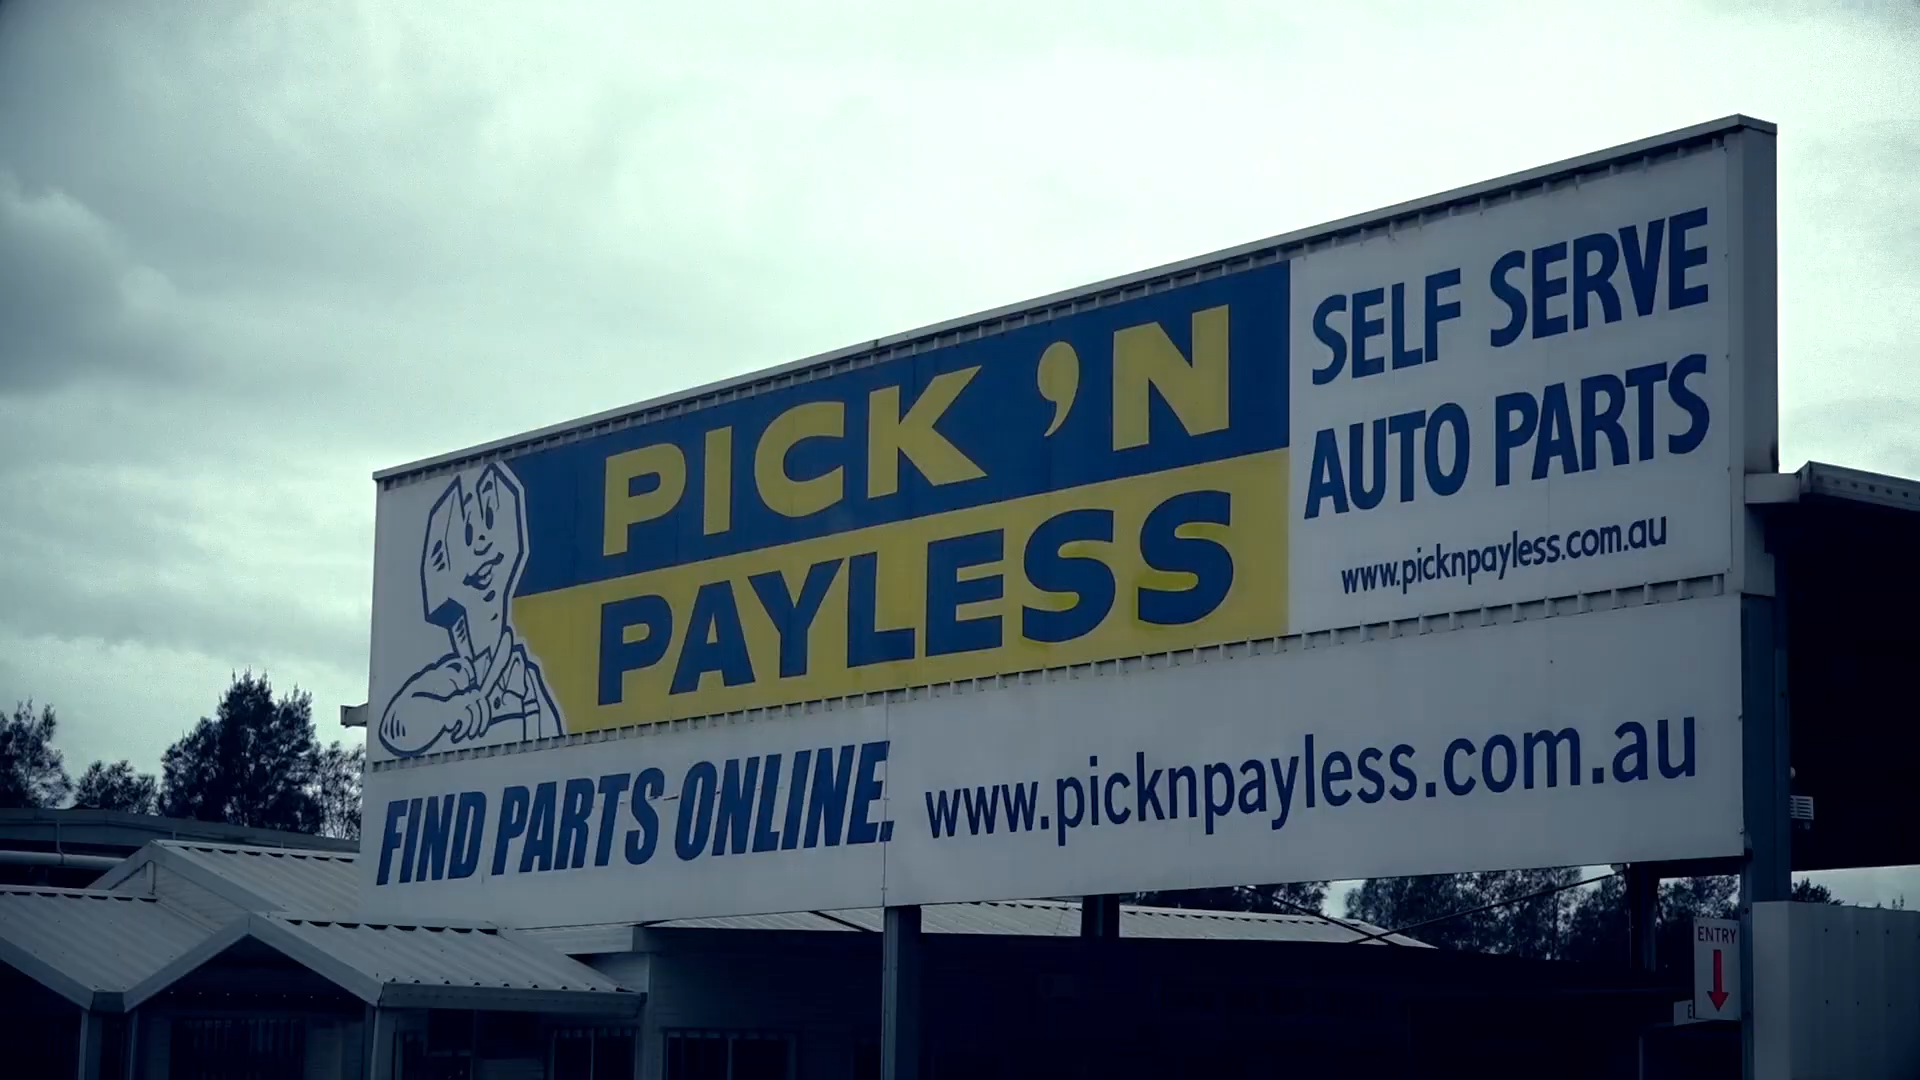 PICK 'N
PAYLESS
SELF SERVE
AUTO PARTS
www.picknpayless.com.au
FIND PARTS ONLINE.
www.picknpayless.com.au
ENTRY